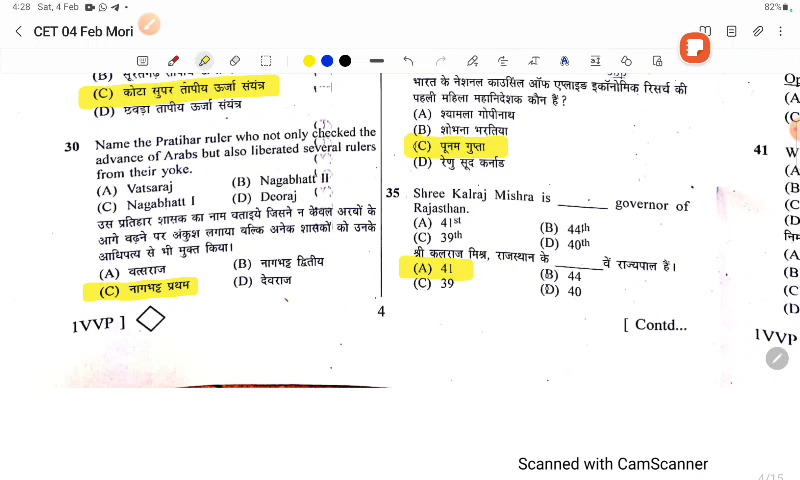 4:28 Sat, 4 Feb
82%
CET 04 Feb Mori
(C) कोटा सुपर तापीय ऊर्जा संयंत्र
(D) छबड़ा तापीय ऊर्जा संयंत्र
30 Name the Pratihar ruler who not only checked the
advance of Arabs but also liberated several rulers
from their yoke.
(A) Vatsaraj (B) Nagabhatt II
(C) Nagabhatt I (D) Deoraj
उस प्रतिहार शासक का नाम बताइये जिसने न केवल अरबों के
आगे बढ़ने पर अंकुश लगाया बल्कि अनेक शासकों को उनके
आधिपत्य से भी मुक्त किया।
(A) वत्सराज (B) नागभट्ट द्वितीय
(C) नागभट्ट प्रथम (D) देवराज
1VVP ]
4
भारत के नेशनल काउंसिल ऑफ एप्लाइड इकॉनोमिक रिसर्च की
पहली महिला महानिदेशक कौन हैं ?
(A) श्यामला गोपीनाथ
(B) शोभना भरतिया
(C) पूनम गुप्ता
(D) रेणु सूद कर्नाड
35 Shree Kalraj Mishra is ______ governor of
Rajasthan.
(A) 41st (B) 44th
(C) 39th (D) 40th
श्री कलराज मिश्र, राजस्थान के ______वें राज्यपाल हैं।
(A) 41 (B) 44
(C) 39 (D) 40
[ Contd...
Op
(A
(C
41 W
(A
(B
(C
(D
(A
(B
(C
(D
1VVP
Scanned with CamScanner
4/15